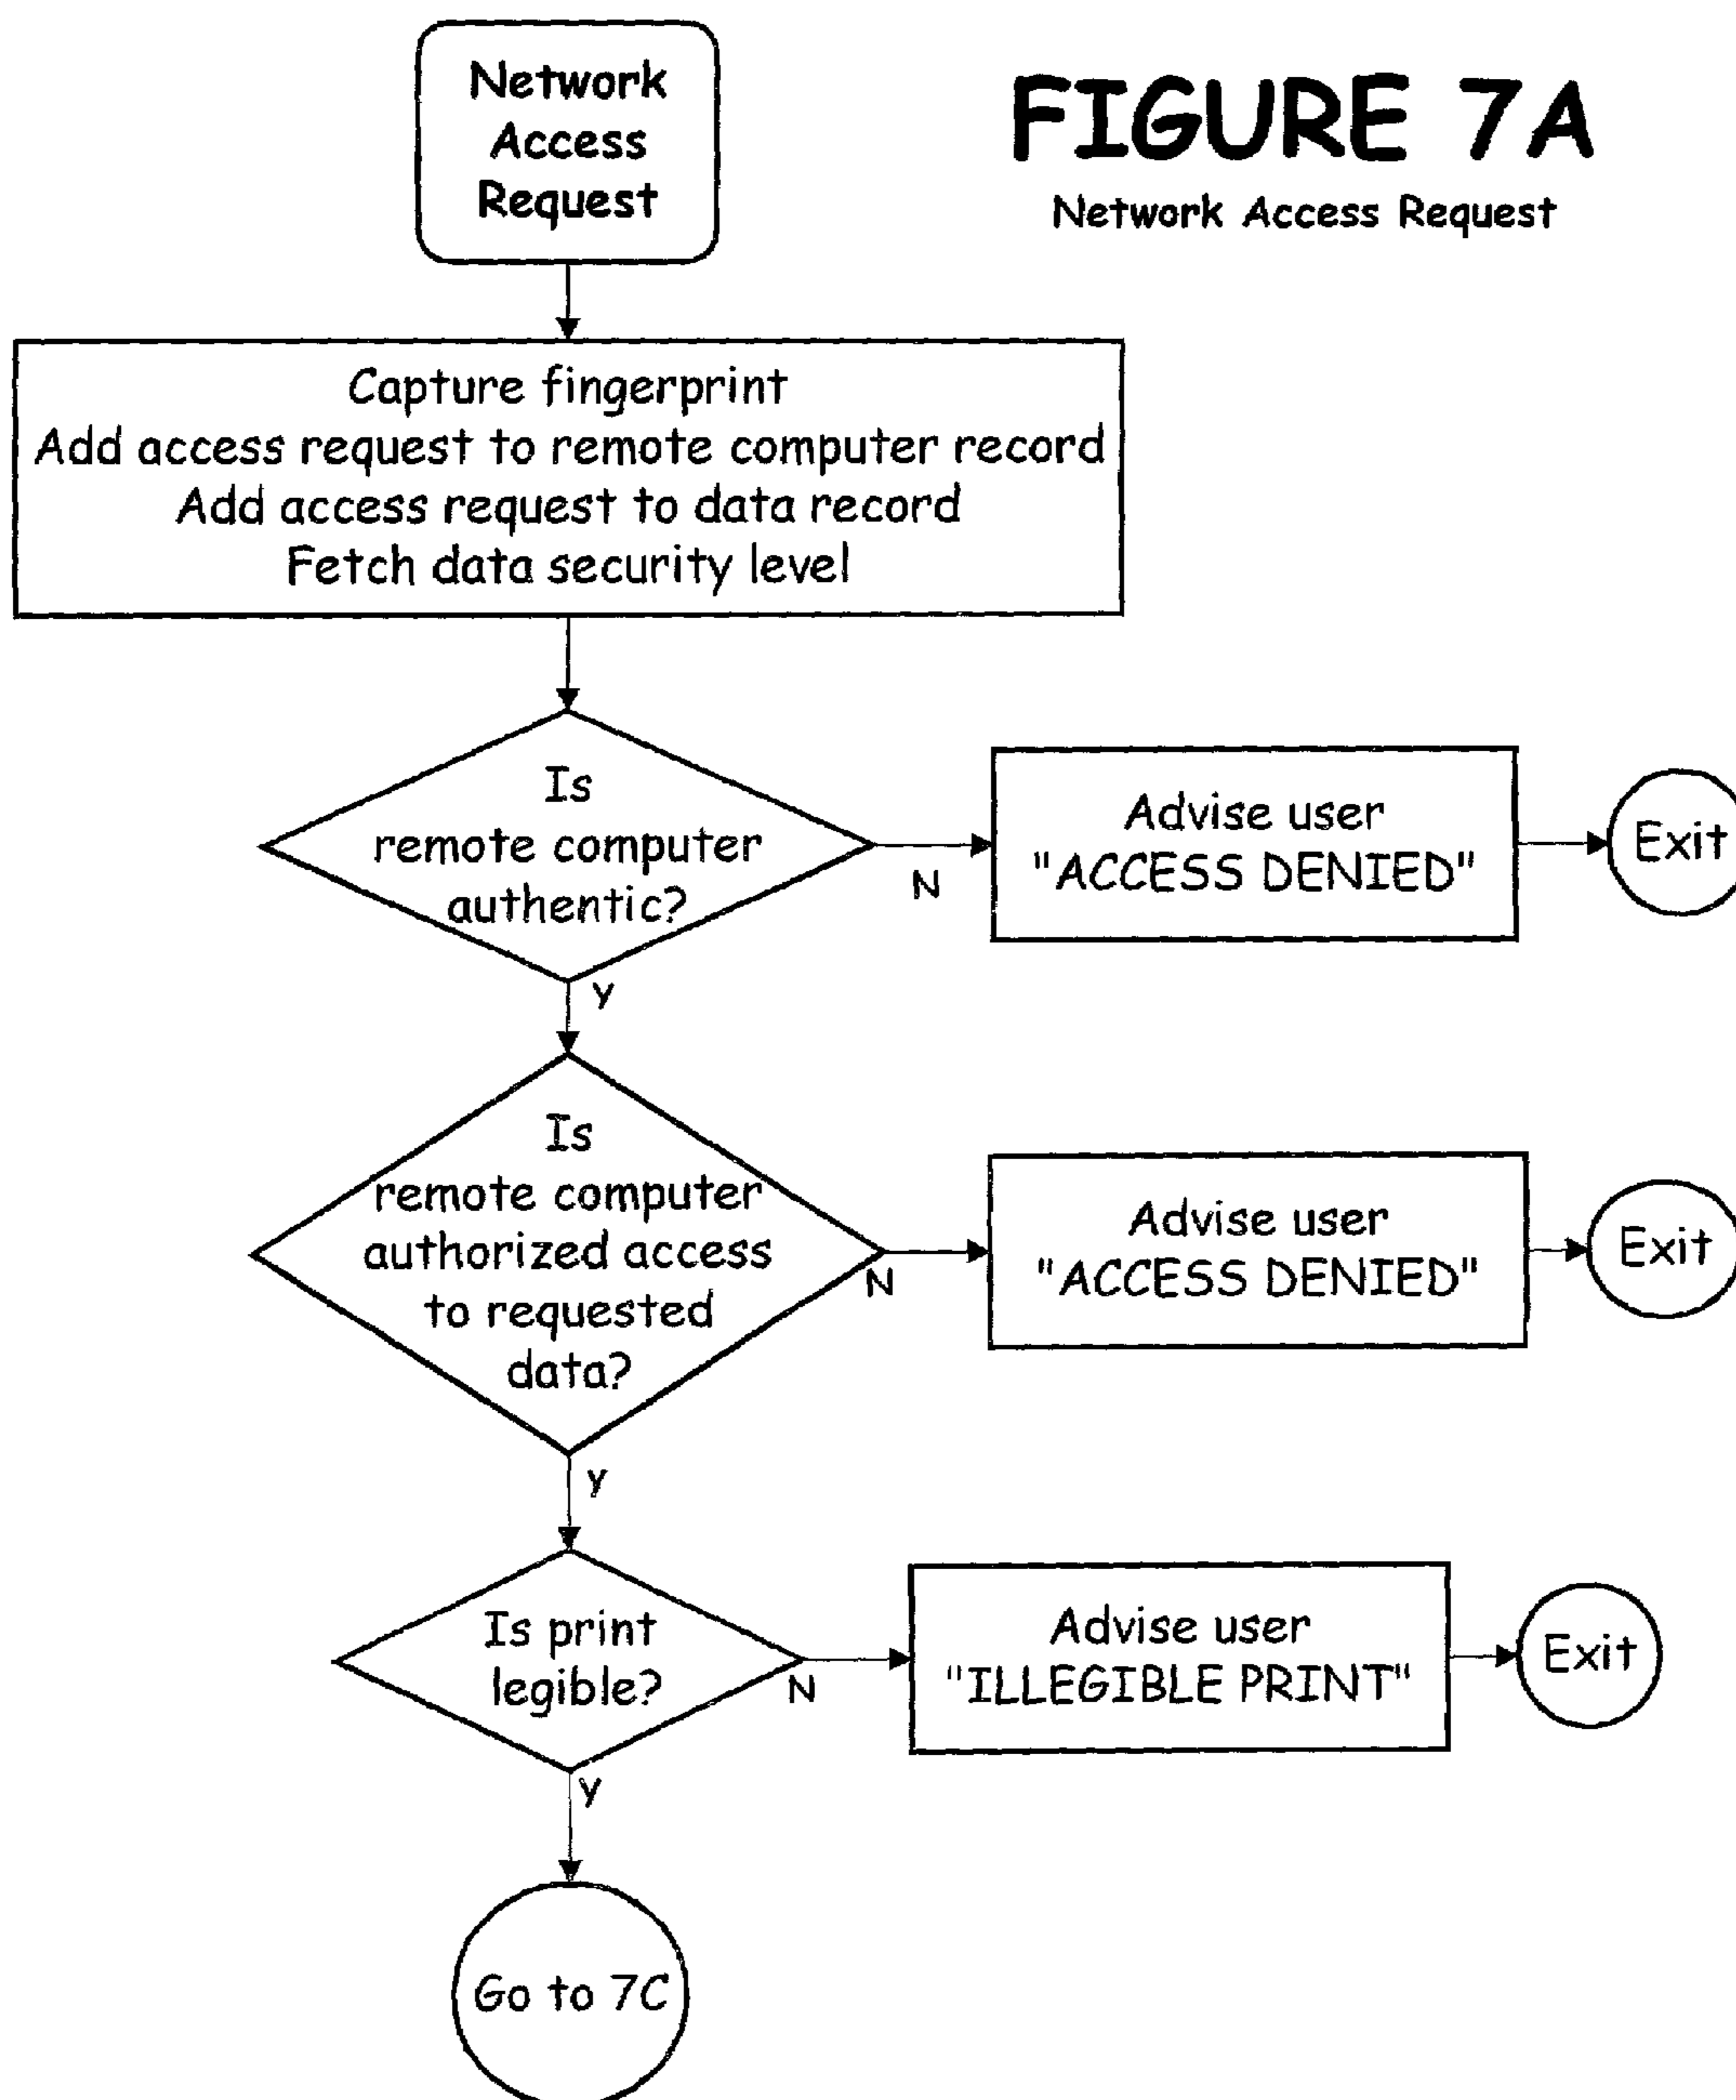 Network
Access
Request
FIGURE 7A
Network Access Request
Capture fingerprint
Add access request to remote computer record
Add access request to data record
Fetch data security level
Is
remote computer
authentic?
N
Advise user
"ACCESS DENIED"
Exit
Y
Is
remote computer
authorized access
to requested
data?
N
Advise user
"ACCESS DENIED"
Exit
Y
Is print
legible?
N
Advise user
"ILLEGIBLE PRINT"
Exit
Y
Go to 7C